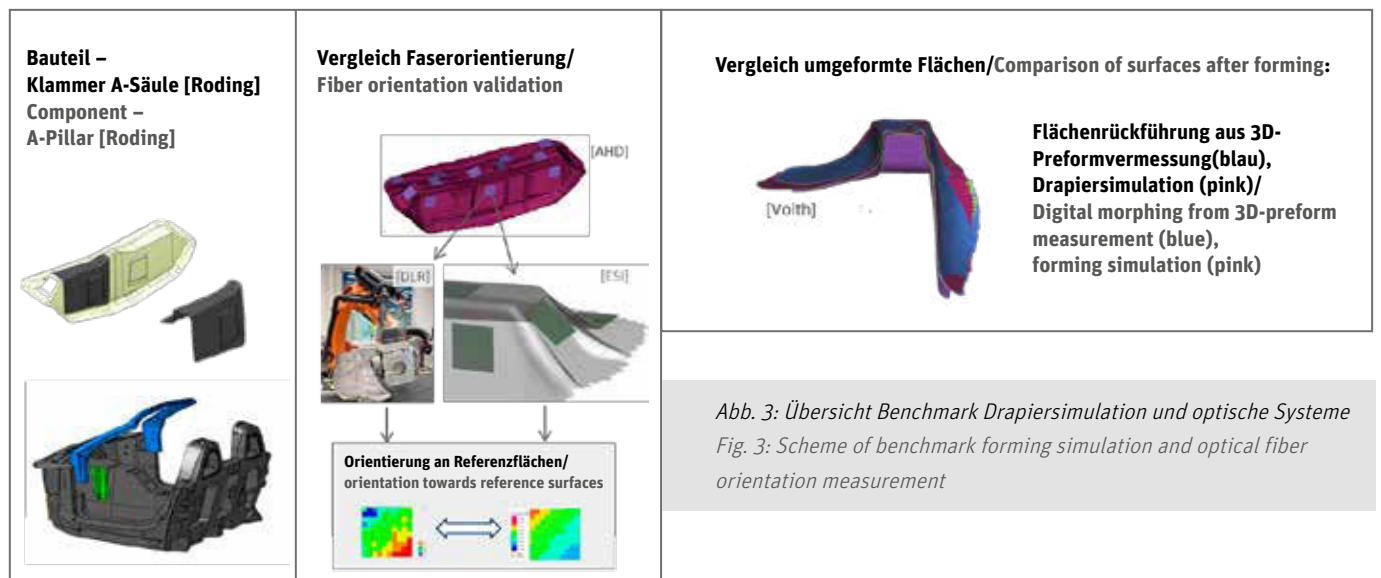 Bauteil –
Klammer A-Säule [Roding]
Component –
A-Pillar [Roding]
Vergleich Faserorientierung/
Fiber orientation validation
[AHD]
[DLR]
[ESI]
Orientierung an Referenzflächen/
orientation towards reference surfaces
Vergleich umgeformte Flächen/Comparison of surfaces after forming:
[Voith]
Flächenrückführung aus 3D-
Preformvermessung(blau),
Drapiersimulation (pink)/
Digital morphing from 3D-preform
measurement (blue),
forming simulation (pink)
Abb. 3: Übersicht Benchmark Drapiersimulation und optische Systeme
Fig. 3: Scheme of benchmark forming simulation and optical fiber
orientation measurement